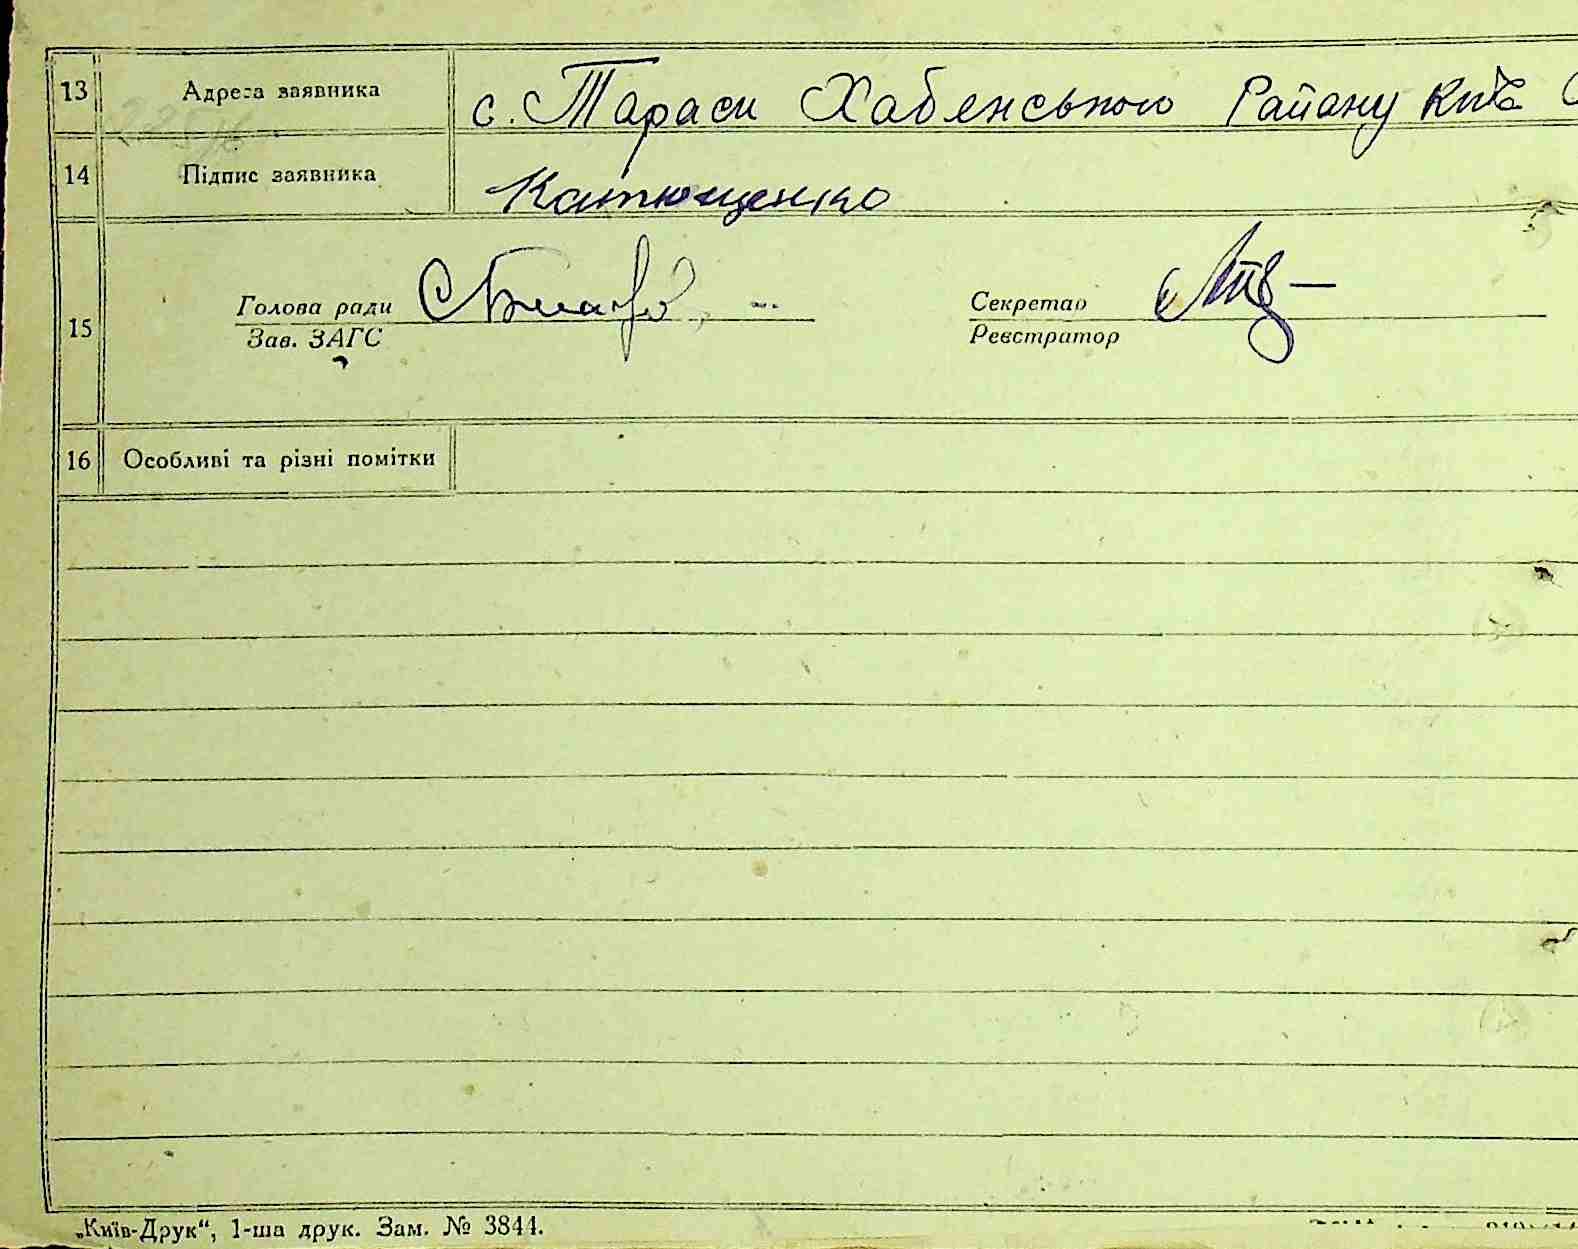 13 Адреса заявника с. Тараси Хабенського Району Київ
14 Підпис заявника Катющенко
15 Голова ради Секретар
Зав. ЗАГС Реєстратор
16 Особливі та різні помітки
„Київ-Друк“, 1-ша друк. Зам. № 3844.